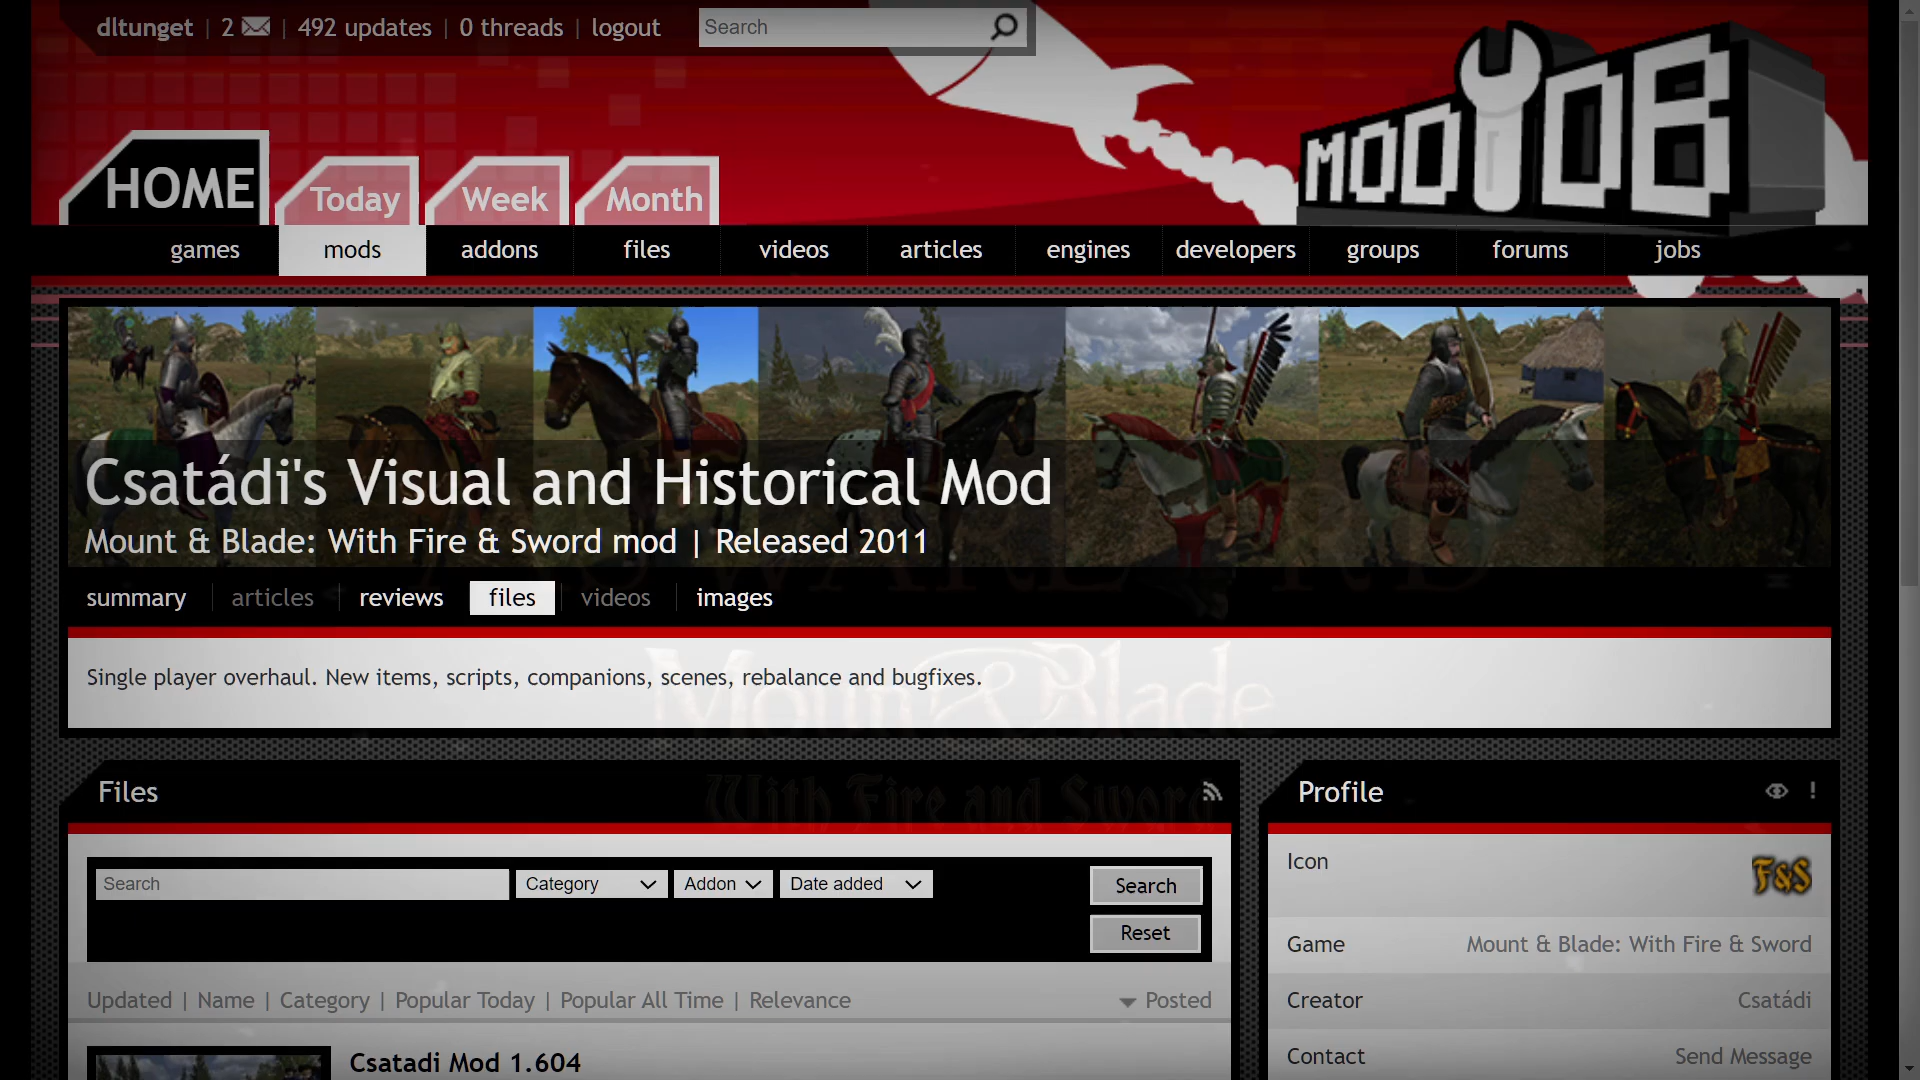 dltunget | 2 | 492 updates | 0 threads | logout
Search
MODDB
HOME
Today
Week
Month
games
mods
addons
files
videos
articles
engines
developers
groups
forums
jobs
Csatádi's Visual and Historical Mod
Mount & Blade: With Fire & Sword mod | Released 2011
summary
articles
reviews
files
videos
images
Single player overhaul. New items, scripts, companions, scenes, rebalance and bugfixes.
Mount & Blade
With Fire and Sword
Files
Search
Category
Addon
Date added
Search
Reset
Updated | Name | Category | Popular Today | Popular All Time | Relevance
Posted
Csatadi Mod 1.604
Profile
Icon
F&S
Game
Mount & Blade: With Fire & Sword
Creator
Csatádi
Contact
Send Message